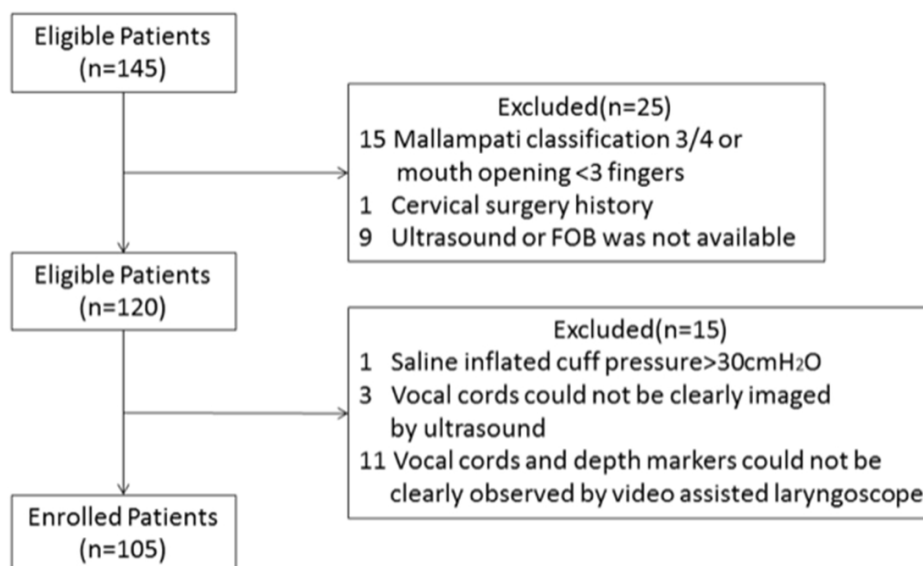 Eligible Patients
(n=145)
Excluded(n=25)
15 Mallampati classification 3/4 or
mouth opening <3 fingers
1 Cervical surgery history
9 Ultrasound or FOB was not available
Eligible Patients
(n=120)
Excluded(n=15)
1 Saline inflated cuff pressure>30cmH₂O
3 Vocal cords could not be clearly imaged
by ultrasound
11 Vocal cords and depth markers could not be
clearly observed by video assisted laryngoscope
Enrolled Patients
(n=105)